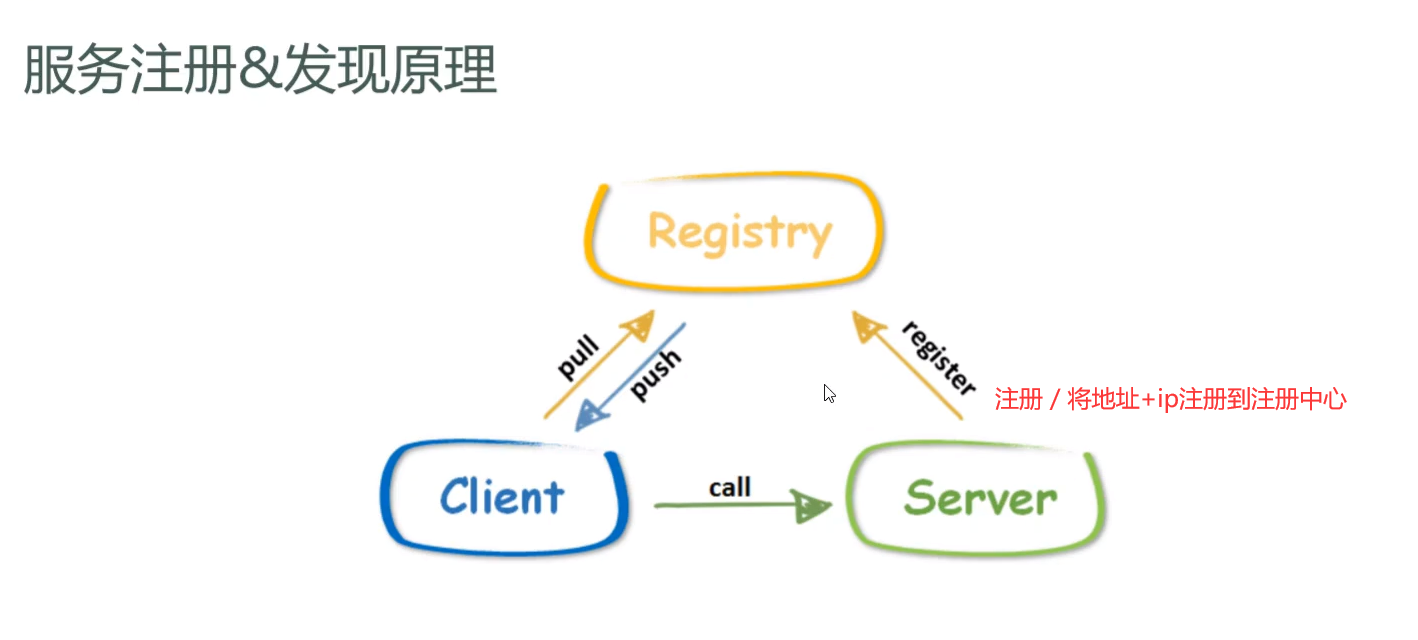 服务注册&发现原理
Registry
pull
push
register
注册 / 将地址+ip注册到注册中心
Client
call
Server